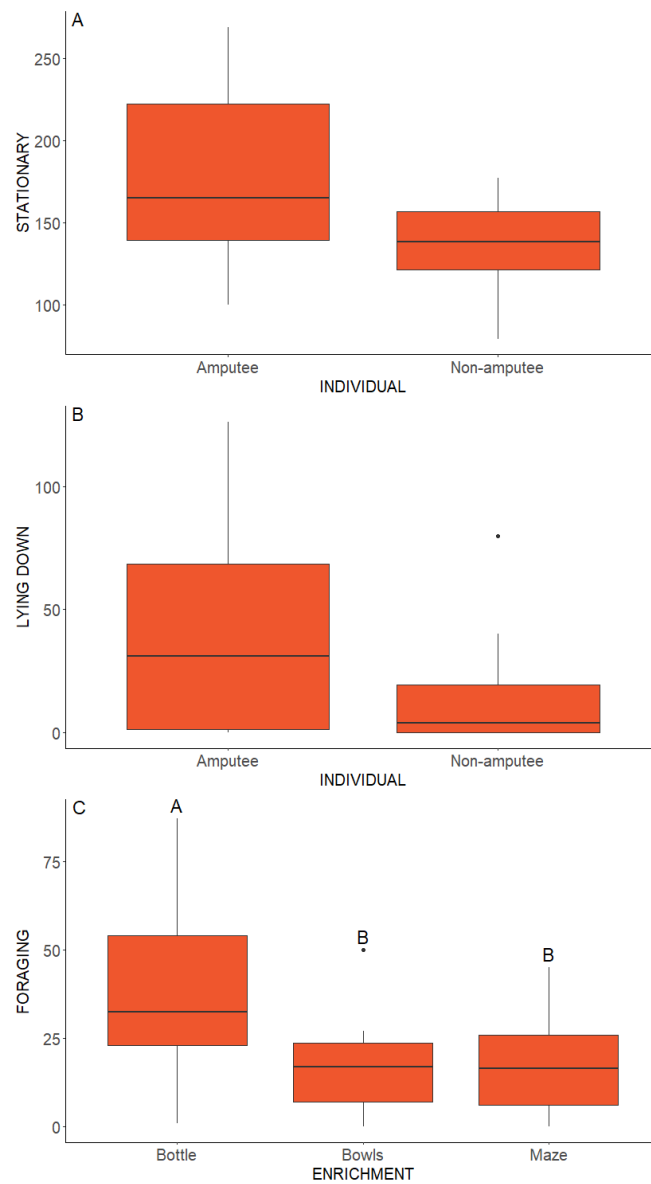 A
250
200
150
100
STATIONARY
Amputee Non-amputee
INDIVIDUAL
B
100
50
0
LYING DOWN
Amputee Non-amputee
INDIVIDUAL
C
A
B
B
75
50
25
0
FORAGING
Bottle Bowls Maze
ENRICHMENT